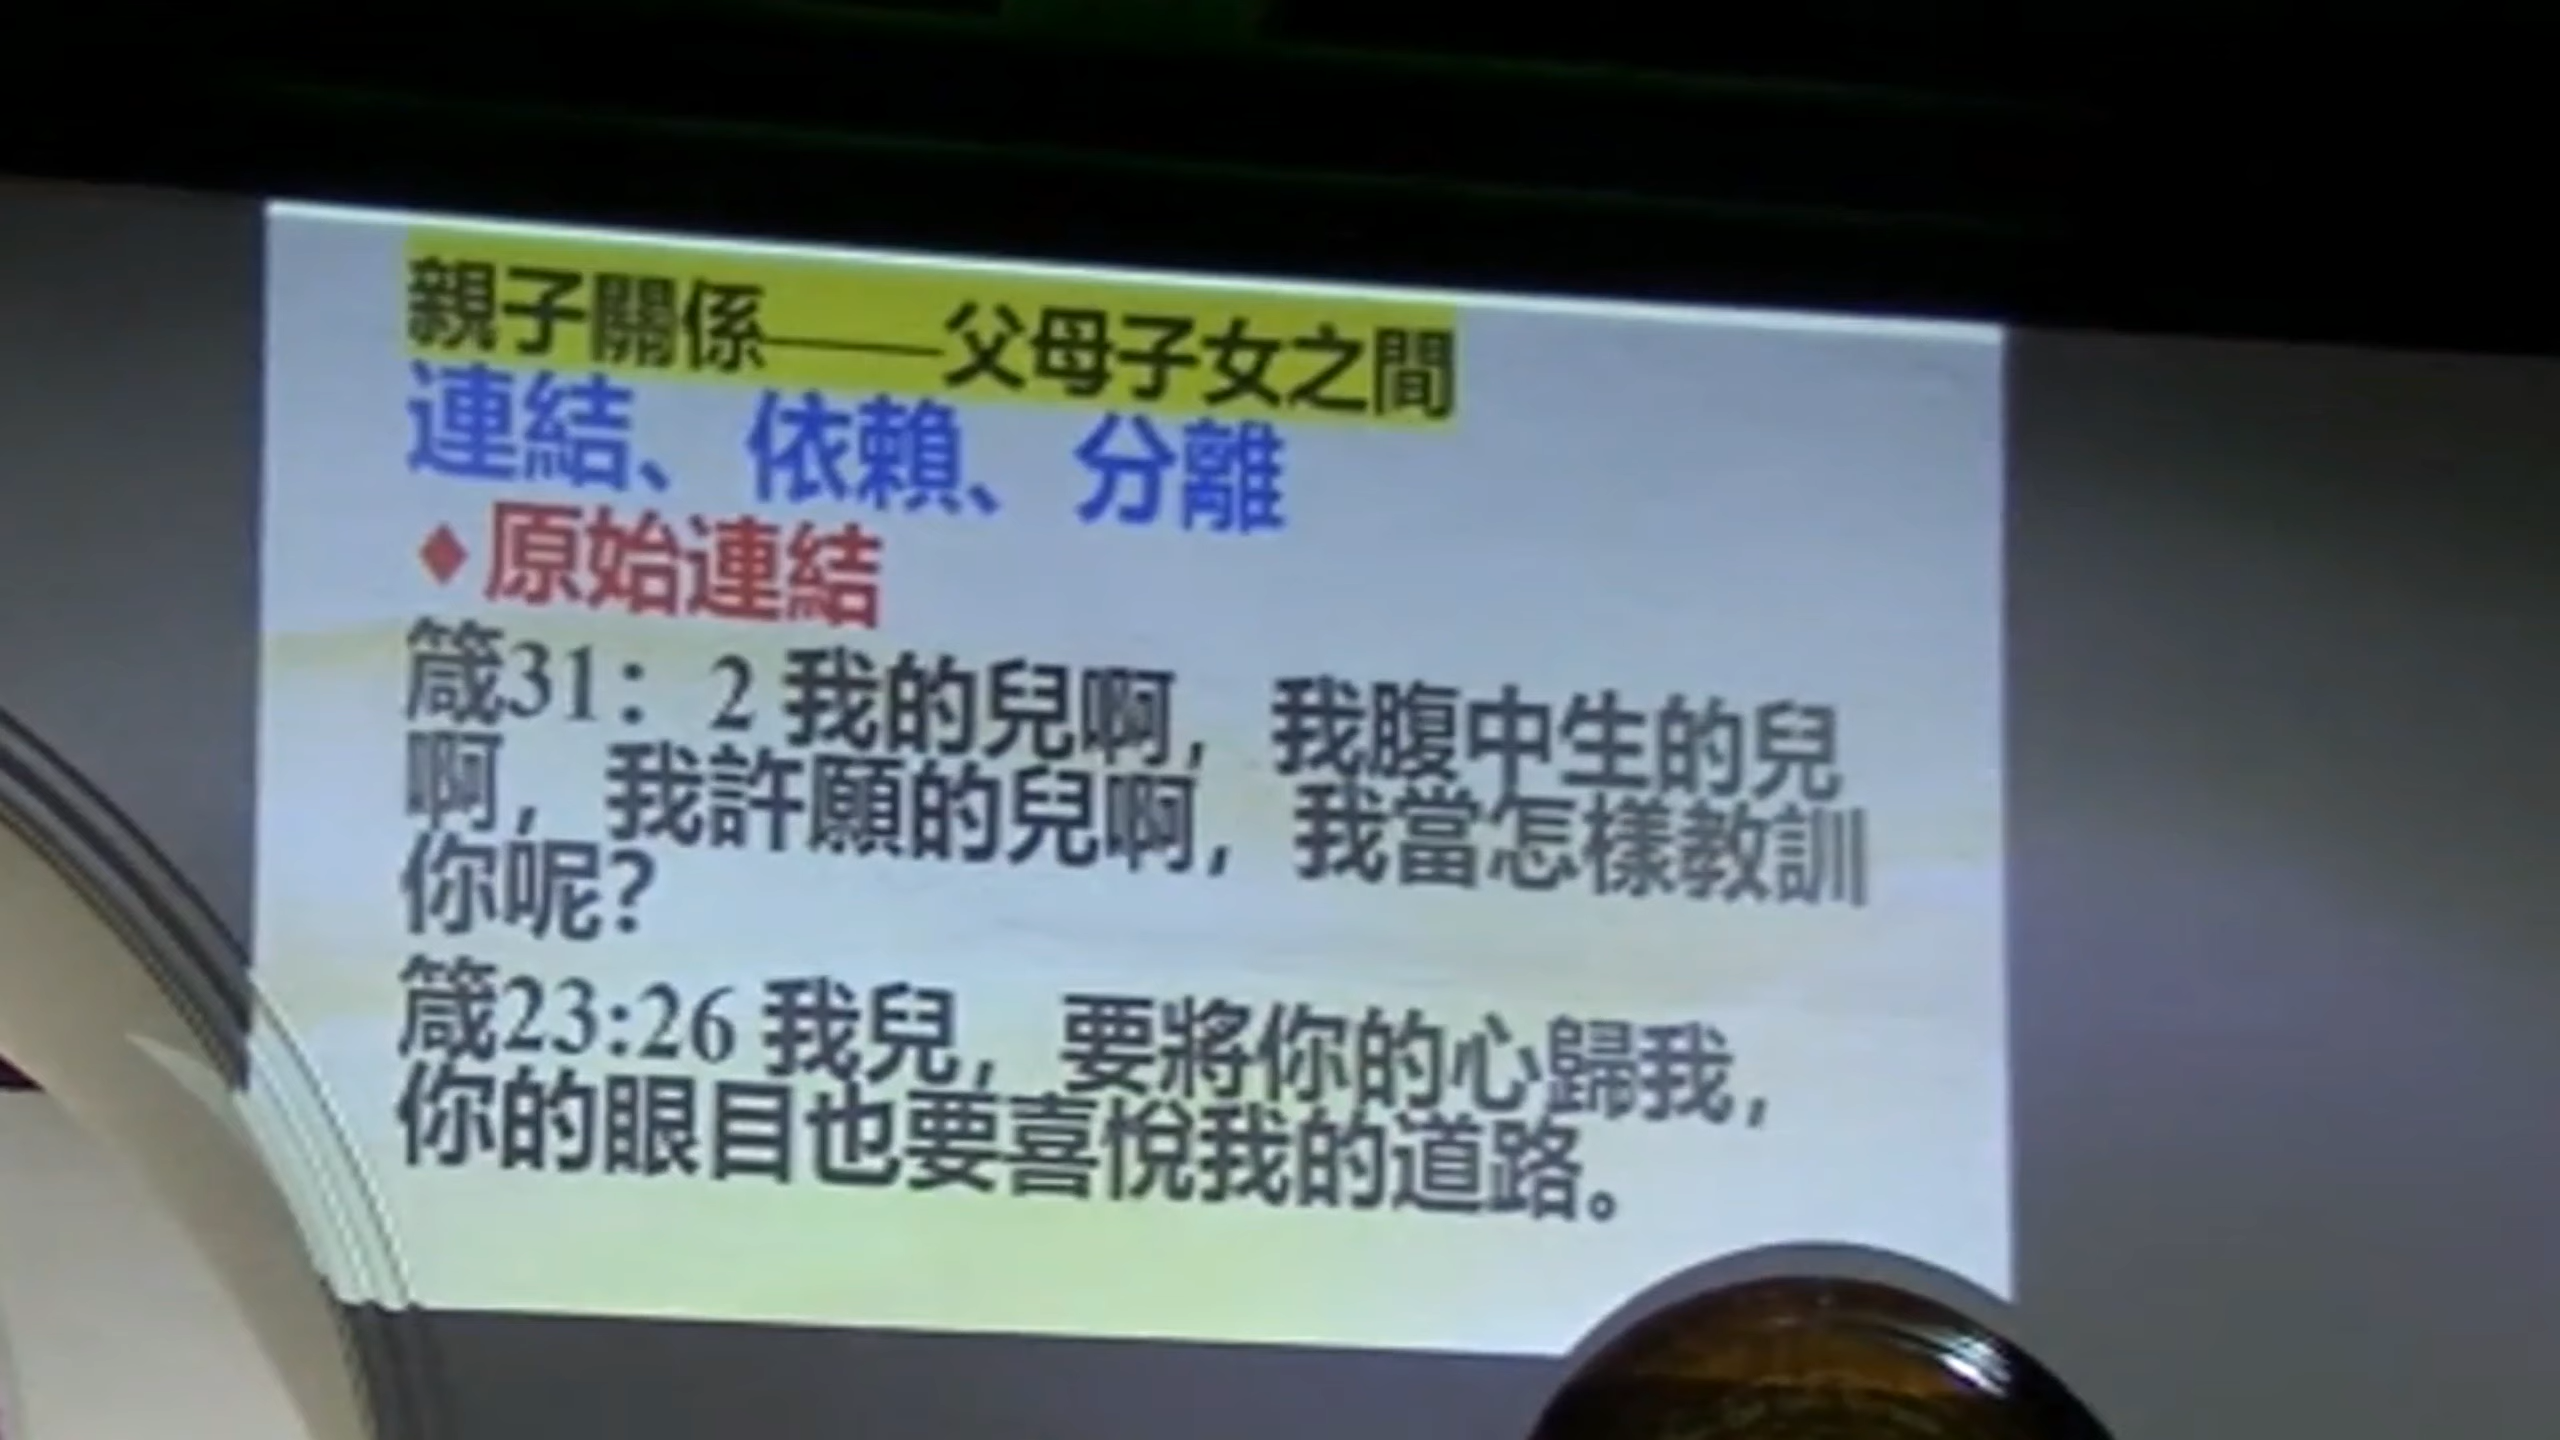 親子關係——父母子女之間
連結、依賴、分離
♦原始連結
箴31：2 我的兒啊，我腹中生的兒
啊，我許願的兒啊，我當怎樣教訓
你呢？
箴23:26 我兒，要將你的心歸我，
你的眼目也要喜悅我的道路。